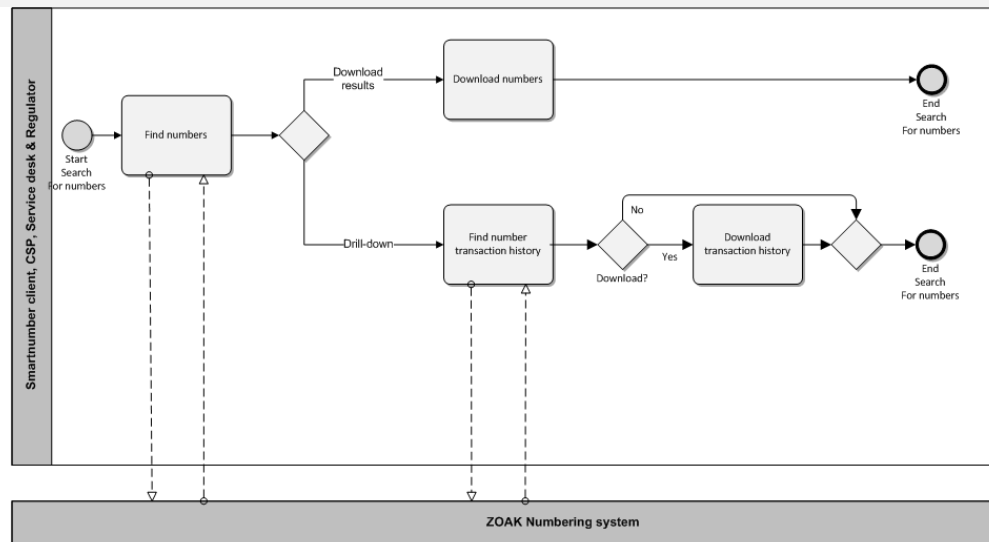 Smartnumber client, CSP, Service desk & Regulator
Start
Search
For numbers
Find numbers
Download
results
Download numbers
End
Search
For numbers
Drill-down
Find number
transaction history
No
Download?
Yes
Download
transaction history
End
Search
For numbers
ZOAK Numbering system